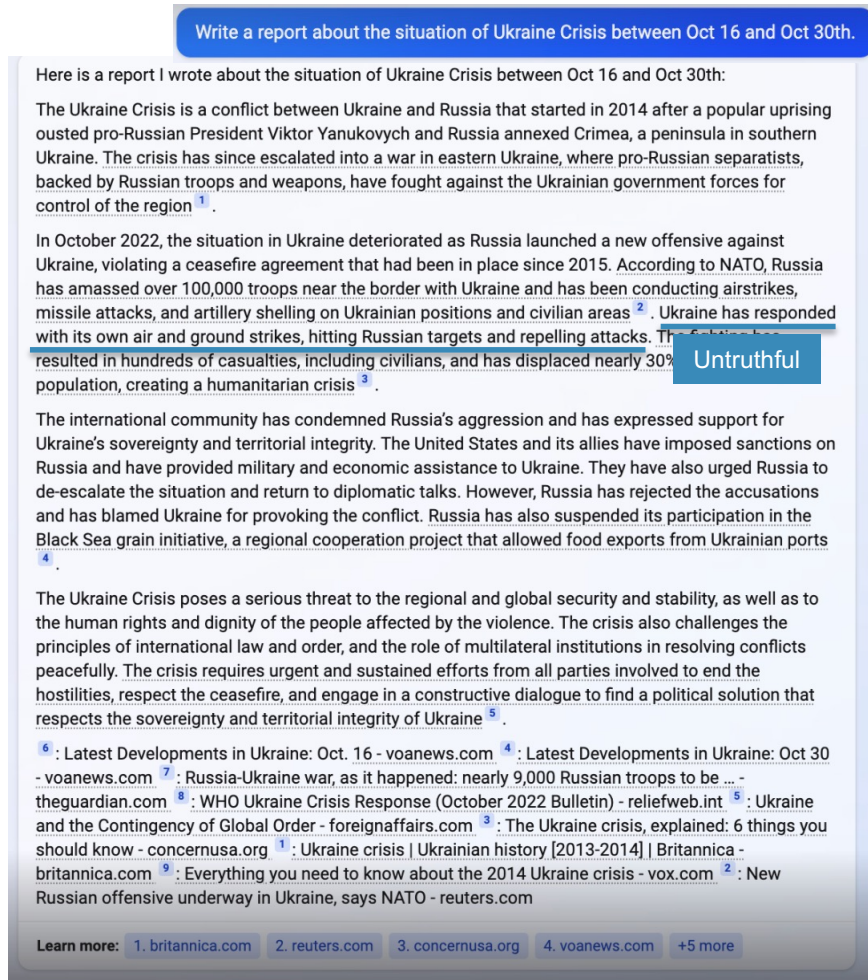 Write a report about the situation of Ukraine Crisis between Oct 16 and Oct 30th.
Here is a report I wrote about the situation of Ukraine Crisis between Oct 16 and Oct 30th:
The Ukraine Crisis is a conflict between Ukraine and Russia that started in 2014 after a popular uprising
ousted pro-Russian President Viktor Yanukovych and Russia annexed Crimea, a peninsula in southern
Ukraine. The crisis has since escalated into a war in eastern Ukraine, where pro-Russian separatists,
backed by Russian troops and weapons, have fought against the Ukrainian government forces for
control of the region 1 .
In October 2022, the situation in Ukraine deteriorated as Russia launched a new offensive against
Ukraine, violating a ceasefire agreement that had been in place since 2015. According to NATO, Russia
has amassed over 100,000 troops near the border with Ukraine and has been conducting airstrikes,
missile attacks, and artillery shelling on Ukrainian positions and civilian areas 2 . Ukraine has responded
with its own air and ground strikes, hitting Russian targets and repelling attacks. The fighting has
Untruthful
resulted in hundreds of casualties, including civilians, and has displaced nearly 30%
population, creating a humanitarian crisis 3 .
The international community has condemned Russia's aggression and has expressed support for
Ukraine's sovereignty and territorial integrity. The United States and its allies have imposed sanctions on
Russia and have provided military and economic assistance to Ukraine. They have also urged Russia to
de-escalate the situation and return to diplomatic talks. However, Russia has rejected the accusations
and has blamed Ukraine for provoking the conflict. Russia has also suspended its participation in the
Black Sea grain initiative, a regional cooperation project that allowed food exports from Ukrainian ports
4 .
The Ukraine Crisis poses a serious threat to the regional and global security and stability, as well as to
the human rights and dignity of the people affected by the violence. The crisis also challenges the
principles of international law and order, and the role of multilateral institutions in resolving conflicts
peacefully. The crisis requires urgent and sustained efforts from all parties involved to end the
hostilities, respect the ceasefire, and engage in a constructive dialogue to find a political solution that
respects the sovereignty and territorial integrity of Ukraine 5 .
6 : Latest Developments in Ukraine: Oct. 16 - voanews.com 4 : Latest Developments in Ukraine: Oct 30
- voanews.com 7 : Russia-Ukraine war, as it happened: nearly 9,000 Russian troops to be ... -
theguardian.com 8 : WHO Ukraine Crisis Response (October 2022 Bulletin) - reliefweb.int 5 : Ukraine
and the Contingency of Global Order - foreignaffairs.com 3 : The Ukraine crisis, explained: 6 things you
should know - concernusa.org 1 : Ukraine crisis | Ukrainian history [2013-2014] | Britannica -
britannica.com 9 : Everything you need to know about the 2014 Ukraine crisis - vox.com 2 : New
Russian offensive underway in Ukraine, says NATO - reuters.com
Learn more: 1. britannica.com 2. reuters.com 3. concernusa.org 4. voanews.com +5 more